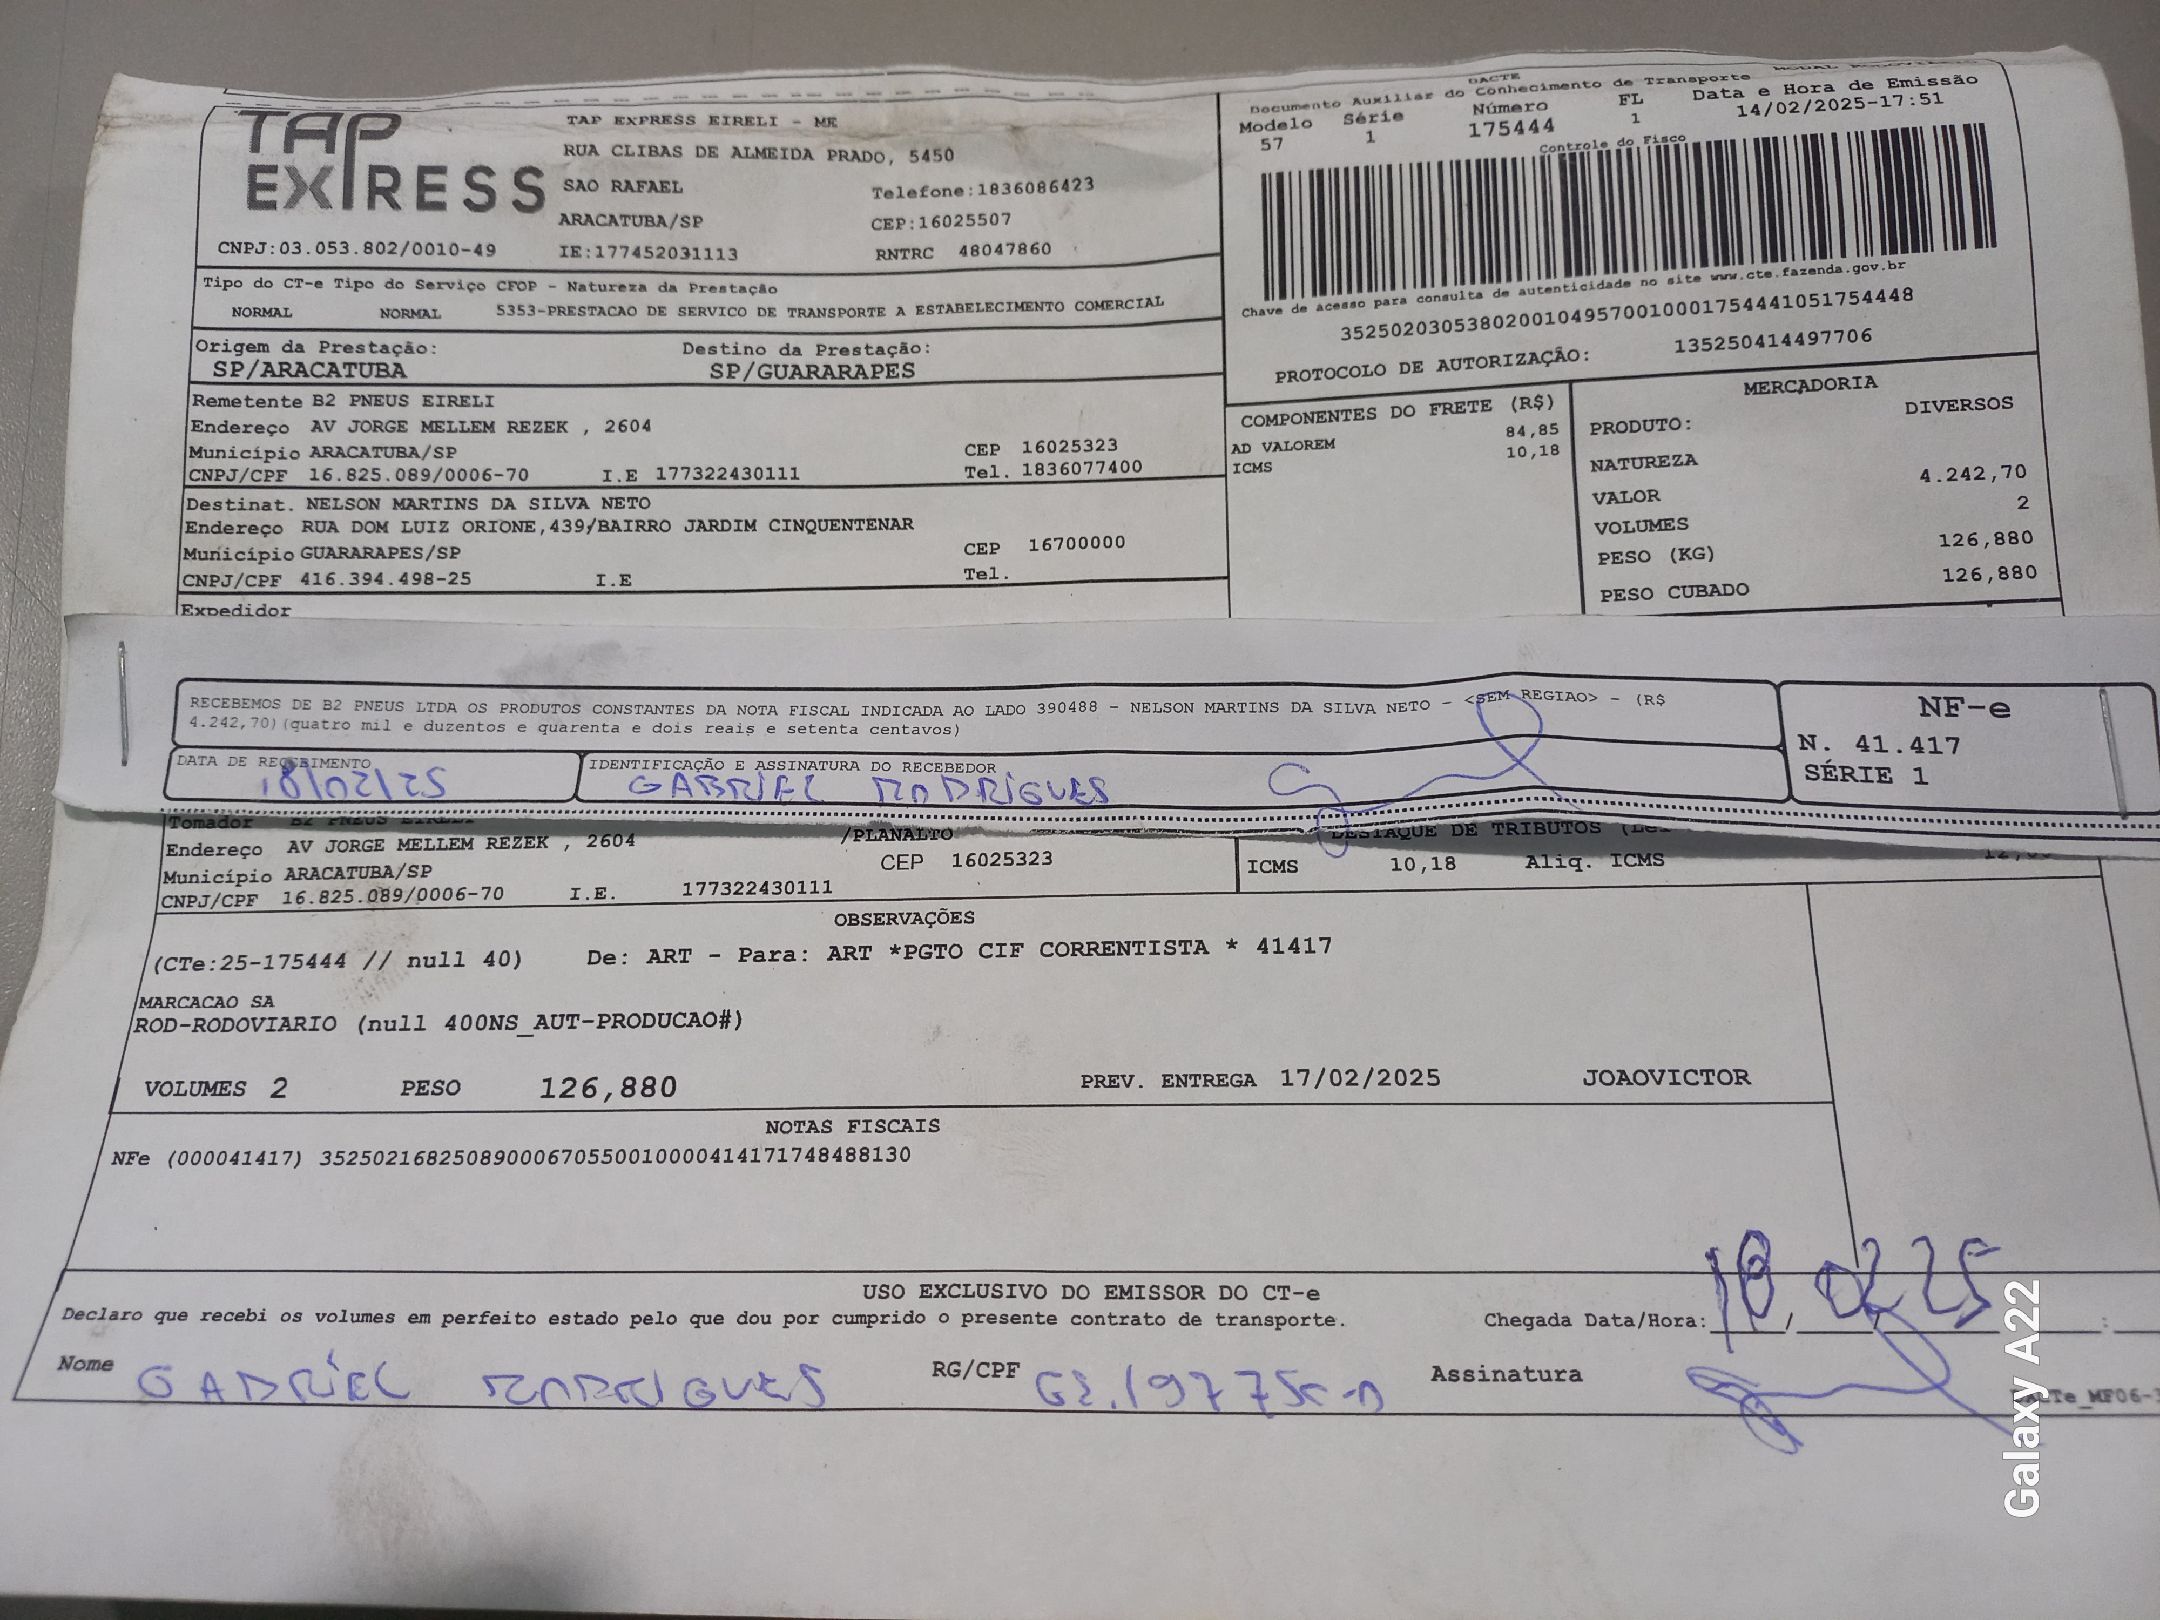 TAP EXPRESS
TAP EXPRESS EIRELI - ME
RUA CLIBAS DE ALMEIDA PRADO, 5450
SAO RAFAEL Telefone:1836086423
ARACATUBA/SP CEP:16025507
CNPJ:03.053.802/0010-49 IE:177452031113 RNTRC 48047860
DACTE
Documento Auxiliar do Conhecimento de Transporte
Modelo Série Número FL Data e Hora de Emissão
57 1 175444 1 14/02/2025-17:51
Controle do Fisco
Chave de acesso para consulta de autenticidade no site www.cte.fazenda.gov.br
35250203053802001049570010001754441051754448
PROTOCOLO DE AUTORIZAÇÃO: 135250414497706
Tipo do CT-e Tipo do Serviço CFOP - Natureza da Prestação
NORMAL NORMAL 5353-PRESTACAO DE SERVICO DE TRANSPORTE A ESTABELECIMENTO COMERCIAL
Origem da Prestação: Destino da Prestação:
SP/ARACATUBA SP/GUARARAPES
Remetente B2 PNEUS EIRELI
Endereço AV JORGE MELLEM REZEK , 2604
Município ARACATUBA/SP CEP 16025323
CNPJ/CPF 16.825.089/0006-70 I.E 177322430111 Tel. 1836077400
Destinat. NELSON MARTINS DA SILVA NETO
Endereço RUA DOM LUIZ ORIONE,439/BAIRRO JARDIM CINQUENTENAR
Município GUARARAPES/SP CEP 16700000
CNPJ/CPF 416.394.498-25 I.E Tel.
Expedidor
COMPONENTES DO FRETE (R$)
AD VALOREM 84,85
ICMS 10,18
MERCADORIA
PRODUTO: DIVERSOS
NATUREZA
VALOR 4.242,70
VOLUMES 2
PESO (KG) 126,880
PESO CUBADO 126,880
RECEBEMOS DE B2 PNEUS LTDA OS PRODUTOS CONSTANTES DA NOTA FISCAL INDICADA AO LADO 390488 - NELSON MARTINS DA SILVA NETO - <SEM REGIAO> - (R$
4.242,70)(quatro mil e duzentos e quarenta e dois reais e setenta centavos)
DATA DE RECEBIMENTO IDENTIFICAÇÃO E ASSINATURA DO RECEBEDOR
18/02/25 GABRIEL RODRIGUES
NF-e
N. 41.417
SÉRIE 1
Tomador B2 PNEUS EIRELI
Endereço AV JORGE MELLEM REZEK , 2604 /PLANALTO
Município ARACATUBA/SP CEP 16025323
CNPJ/CPF 16.825.089/0006-70 I.E. 177322430111
DESTAQUE DE TRIBUTOS
ICMS 10,18 Aliq. ICMS
OBSERVAÇÕES
(CTe:25-175444 // null 40) De: ART - Para: ART *PGTO CIF CORRENTISTA * 41417
MARCACAO SA
ROD-RODOVIARIO (null 400NS_AUT-PRODUCAO#)
VOLUMES 2 PESO 126,880 PREV. ENTREGA 17/02/2025 JOAOVICTOR
NOTAS FISCAIS
NFe (000041417) 35250216825089000670550010000414171748488130
USO EXCLUSIVO DO EMISSOR DO CT-e
Declaro que recebi os volumes em perfeito estado pelo que dou por cumprido o presente contrato de transporte. Chegada Data/Hora: 18 / 02 25 :
Nome GABRIEL RODRIGUES RG/CPF Assinatura
Galaxy A22